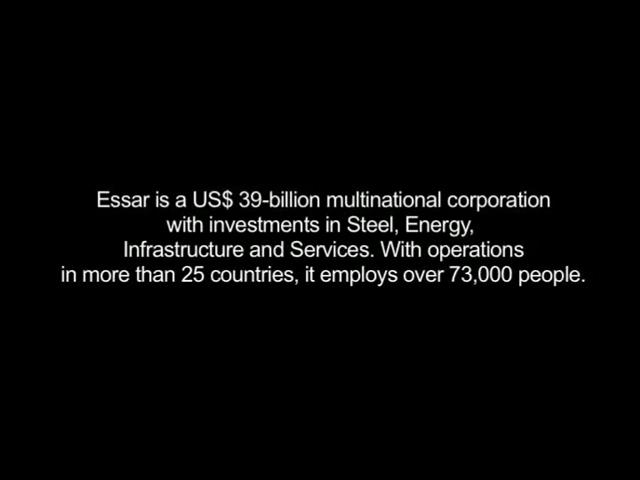 Essar is a US$ 39-billion multinational corporation
with investments in Steel, Energy,
Infrastructure and Services. With operations
in more than 25 countries, it employs over 73,000 people.